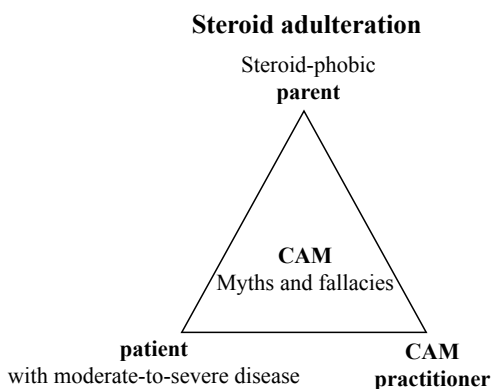 Steroid adulteration
Steroid-phobic
parent
CAM
Myths and fallacies
patient
with moderate-to-severe disease
CAM
practitioner